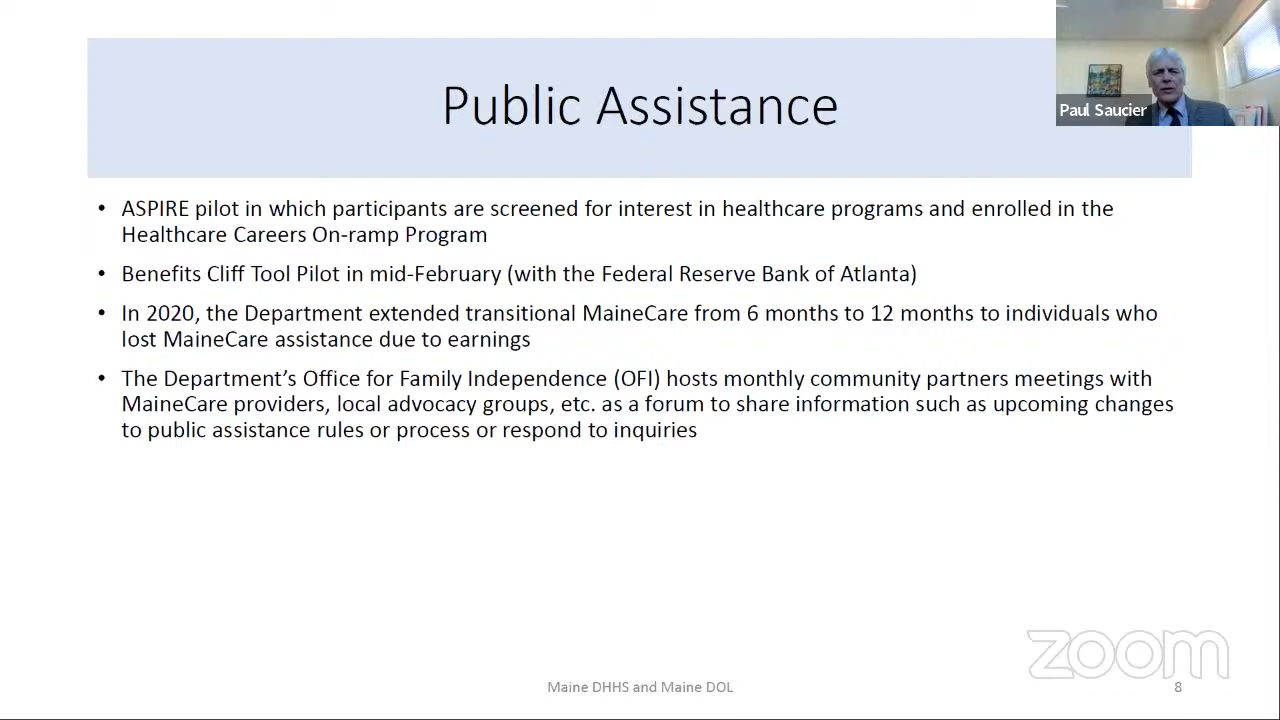 Public Assistance
Paul Saucier
• ASPIRE pilot in which participants are screened for interest in healthcare programs and enrolled in the
Healthcare Careers On-ramp Program
• Benefits Cliff Tool Pilot in mid-February (with the Federal Reserve Bank of Atlanta)
• In 2020, the Department extended transitional MaineCare from 6 months to 12 months to individuals who
lost MaineCare assistance due to earnings
• The Department’s Office for Family Independence (OFI) hosts monthly community partners meetings with
MaineCare providers, local advocacy groups, etc. as a forum to share information such as upcoming changes
to public assistance rules or process or respond to inquiries
zoom
Maine DHHS and Maine DOL
8